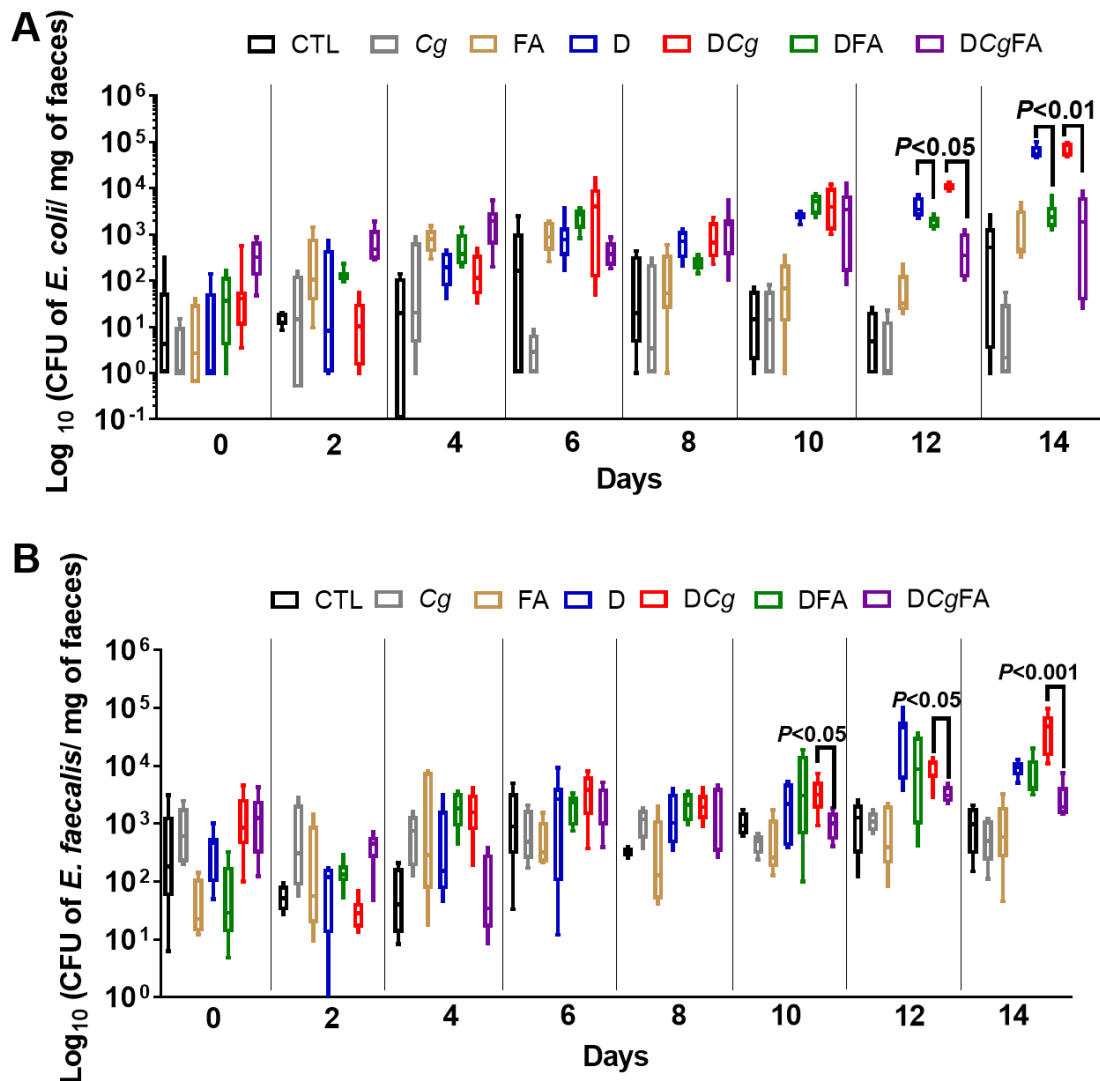 A
CTL Cg FA D DCg DFA DCgFA
Log 10 (CFU of E. coli/ mg of faeces)
10^6
10^5
10^4
10^3
10^2
10^1
10^0
10^-1
P<0.05
P<0.01
0 2 4 6 8 10 12 14
Days
B
CTL Cg FA D DCg DFA DCgFA
Log10 (CFU of E. faecalis/ mg of faeces)
10^6
10^5
10^4
10^3
10^2
10^1
10^0
P<0.05
P<0.05
P<0.001
0 2 4 6 8 10 12 14
Days